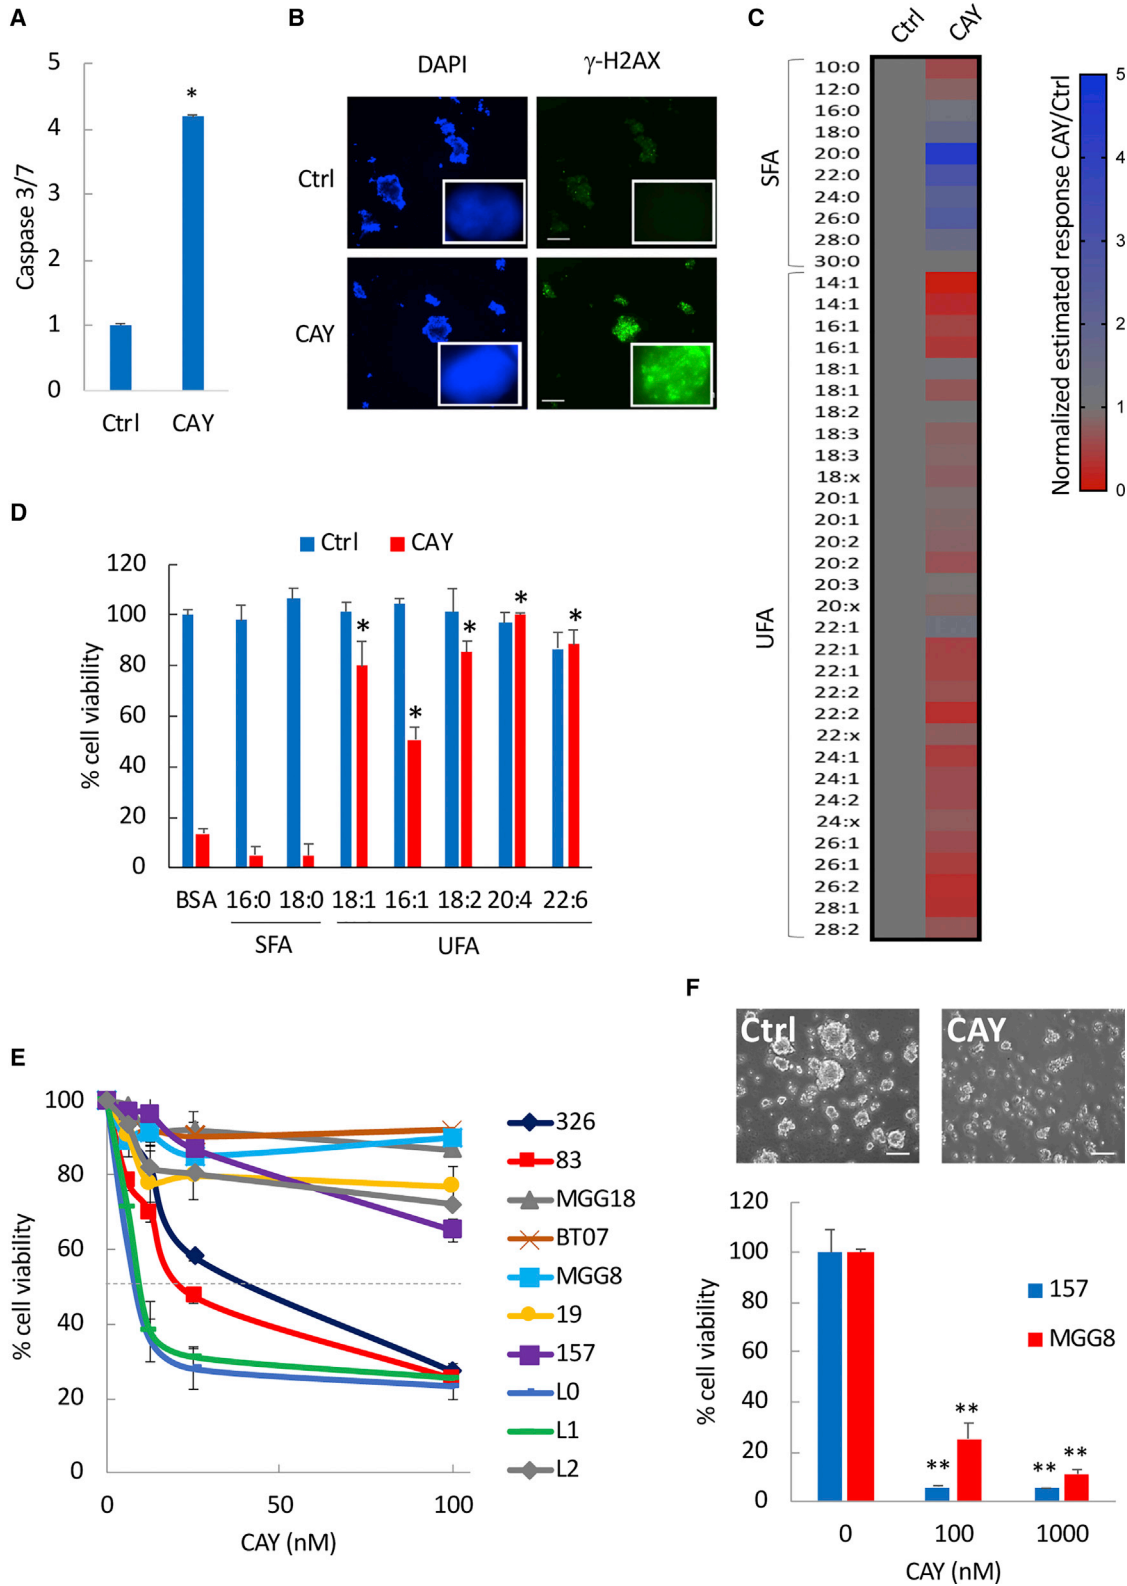 A
Caspase 3/7
5
4
3
2
1
0
*
Ctrl
CAY
B
DAPI
γ-H2AX
Ctrl
CAY
C
Ctrl
CAY
SFA
10:0
12:0
16:0
18:0
20:0
22:0
24:0
26:0
28:0
30:0
UFA
14:1
14:1
16:1
16:1
18:1
18:1
18:2
18:3
18:3
18:x
20:1
20:1
20:2
20:2
20:3
20:x
22:1
22:1
22:1
22:2
22:2
22:x
24:1
24:1
24:2
24:x
26:1
26:1
26:2
28:1
28:2
Normalized estimated response CAY/Ctrl
5
4
3
2
1
0
D
Ctrl
CAY
% cell viability
120
100
80
60
40
20
0
* * * * *
BSA 16:0 18:0 18:1 16:1 18:2 20:4 22:6
SFA
UFA
E
% cell viability
100
80
60
40
20
0
0 50 100
CAY (nM)
326
83
MGG18
BT07
MGG8
19
157
L0
L1
L2
F
Ctrl
CAY
% cell viability
120
100
80
60
40
20
0
157
MGG8
** ** ** **
0 100 1000
CAY (nM)